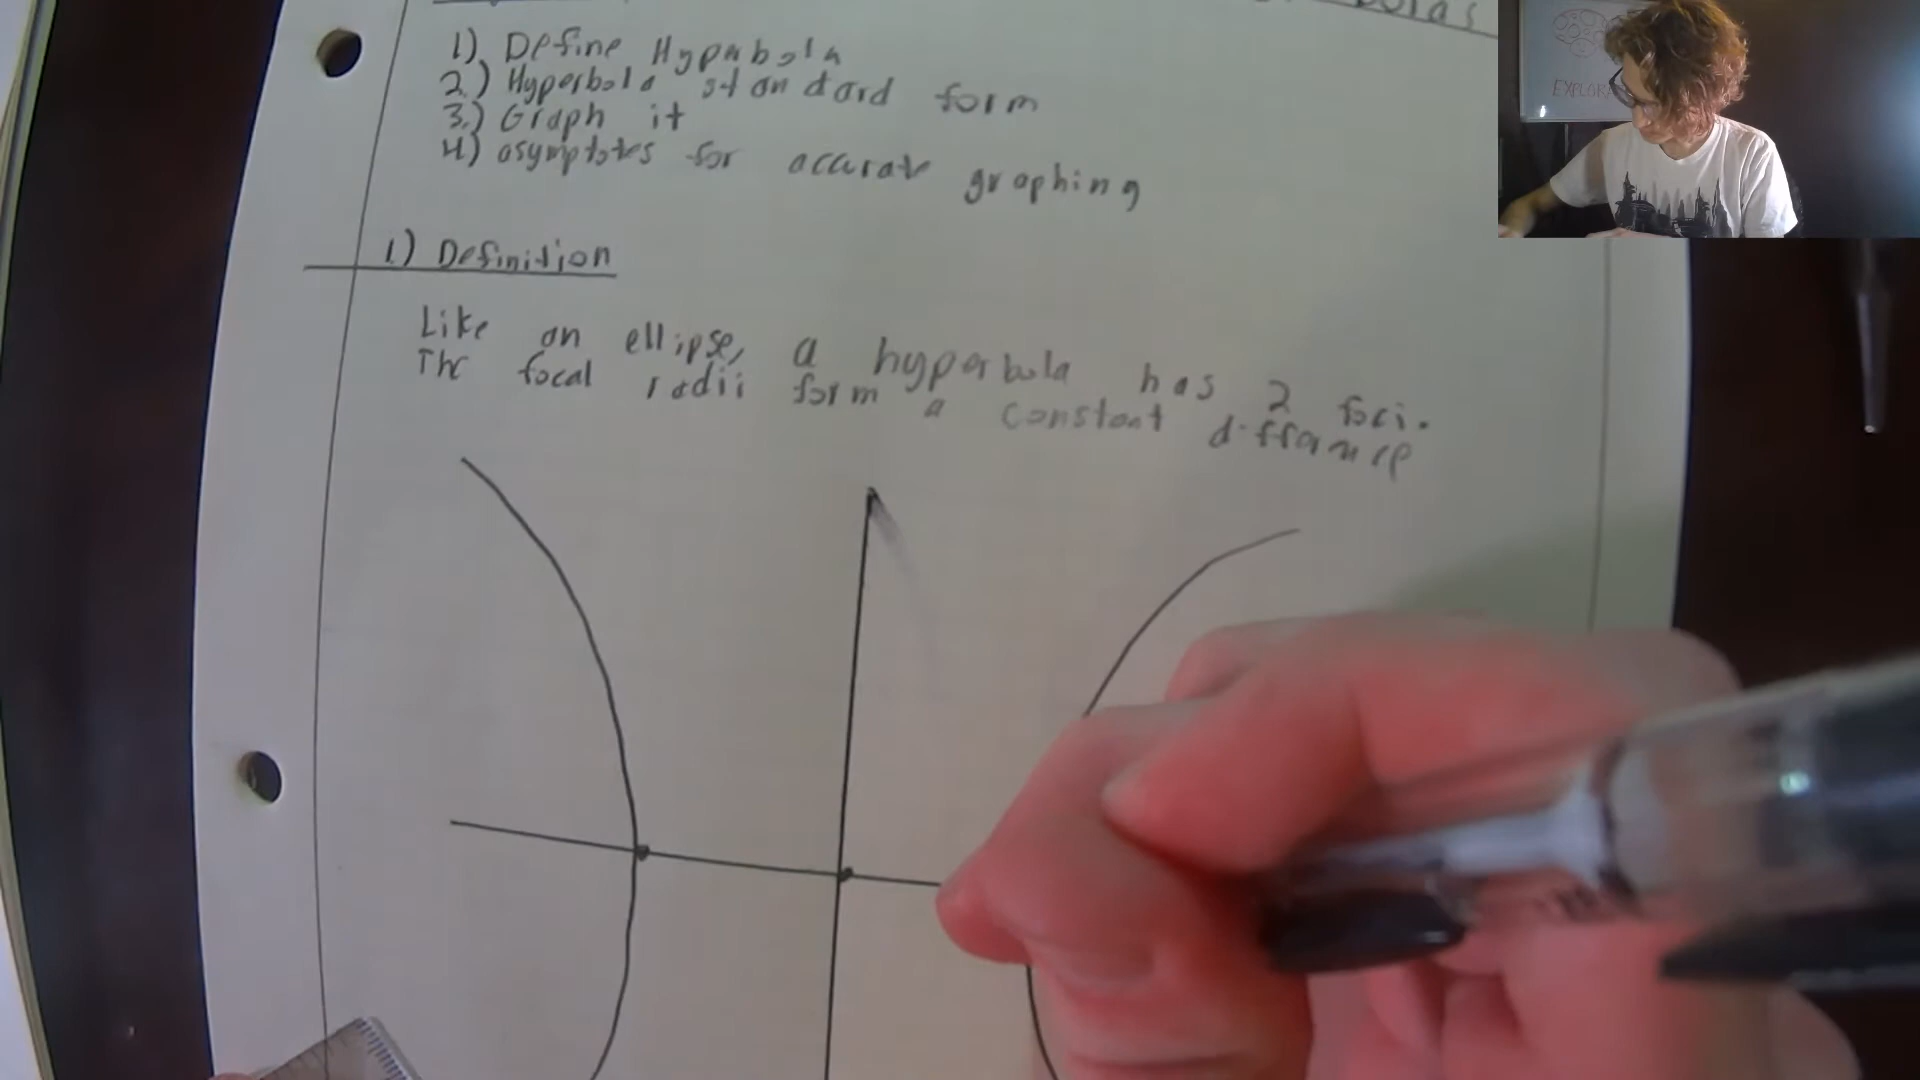 1) Define Hyperbola
2.) Hyperbola standard form
3.) Graph it
4) asymptotes for accurate graphing
1.) Definition
Like an ellipse, a hyperbola has 2 foci.
The focal radii form a constant difference